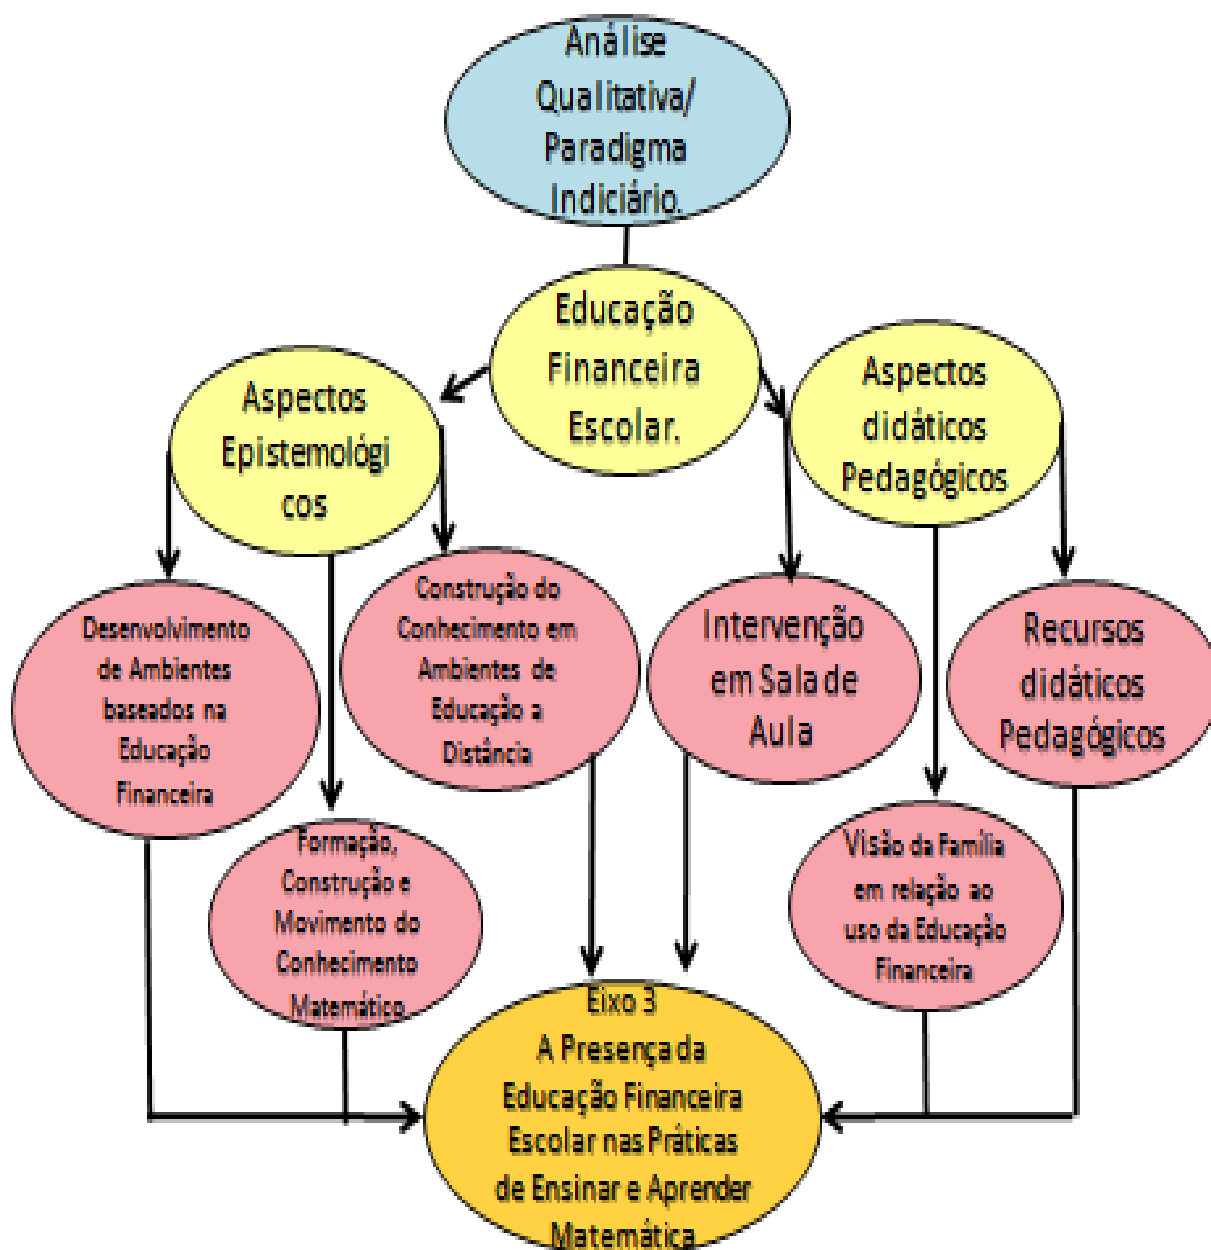 Análise
Qualitativa/
Paradigma
Indiciário.
Educação
Financeira
Escolar.
Aspectos
Epistemológi
cos
Aspectos
didáticos
Pedagógicos
Desenvolvimento
de Ambientes
baseados na
Educação
Financeira
Construção do
Conhecimento em
Ambientes de
Educação a
Distância
Intervenção
em Sala de
Aula
Recursos
didáticos
Pedagógicos
Formação,
Construção e
Movimento do
Conhecimento
Matemático
Visão da Família
em relação ao
uso da Educação
Financeira
Eixo 3
A Presença da
Educação Financeira
Escolar nas Práticas
de Ensinar e Aprender
Matemática